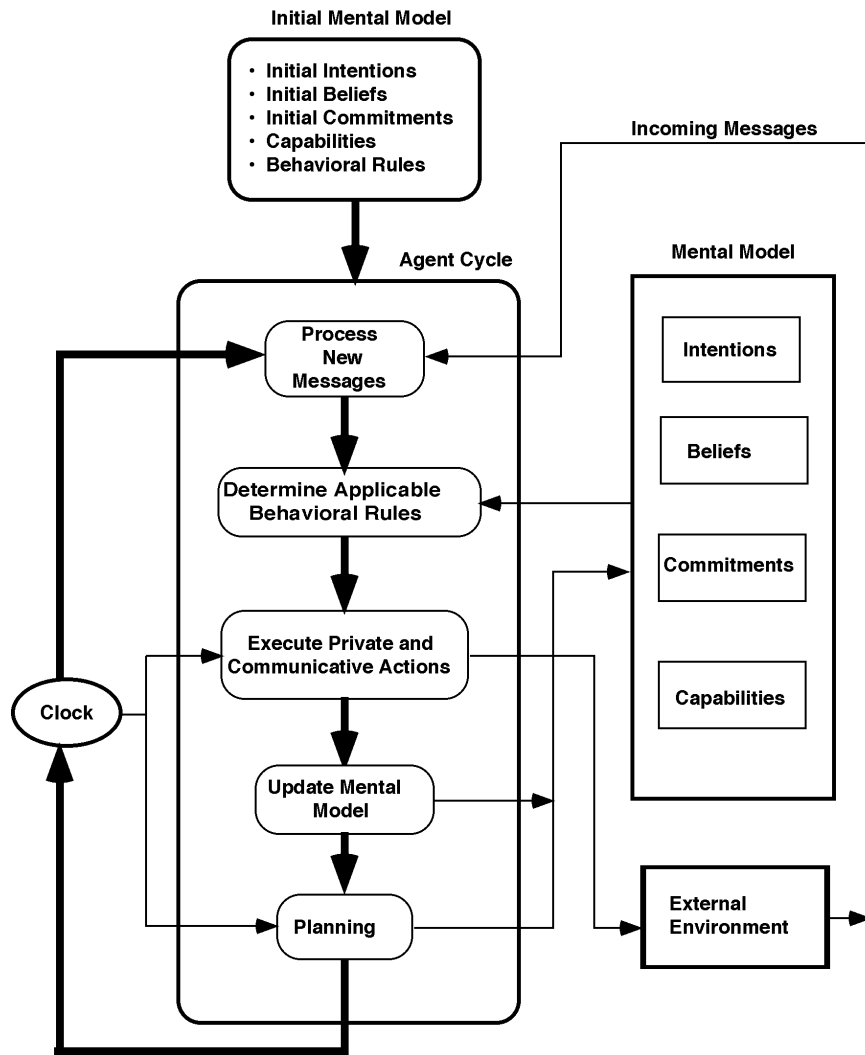 Initial Mental Model
• Initial Intentions
• Initial Beliefs
• Initial Commitments
• Capabilities
• Behavioral Rules
Incoming Messages
Agent Cycle
Mental Model
Process
New
Messages
Intentions
Beliefs
Determine Applicable
Behavioral Rules
Commitments
Execute Private and
Communicative Actions
Capabilities
Clock
Update Mental
Model
Planning
External
Environment